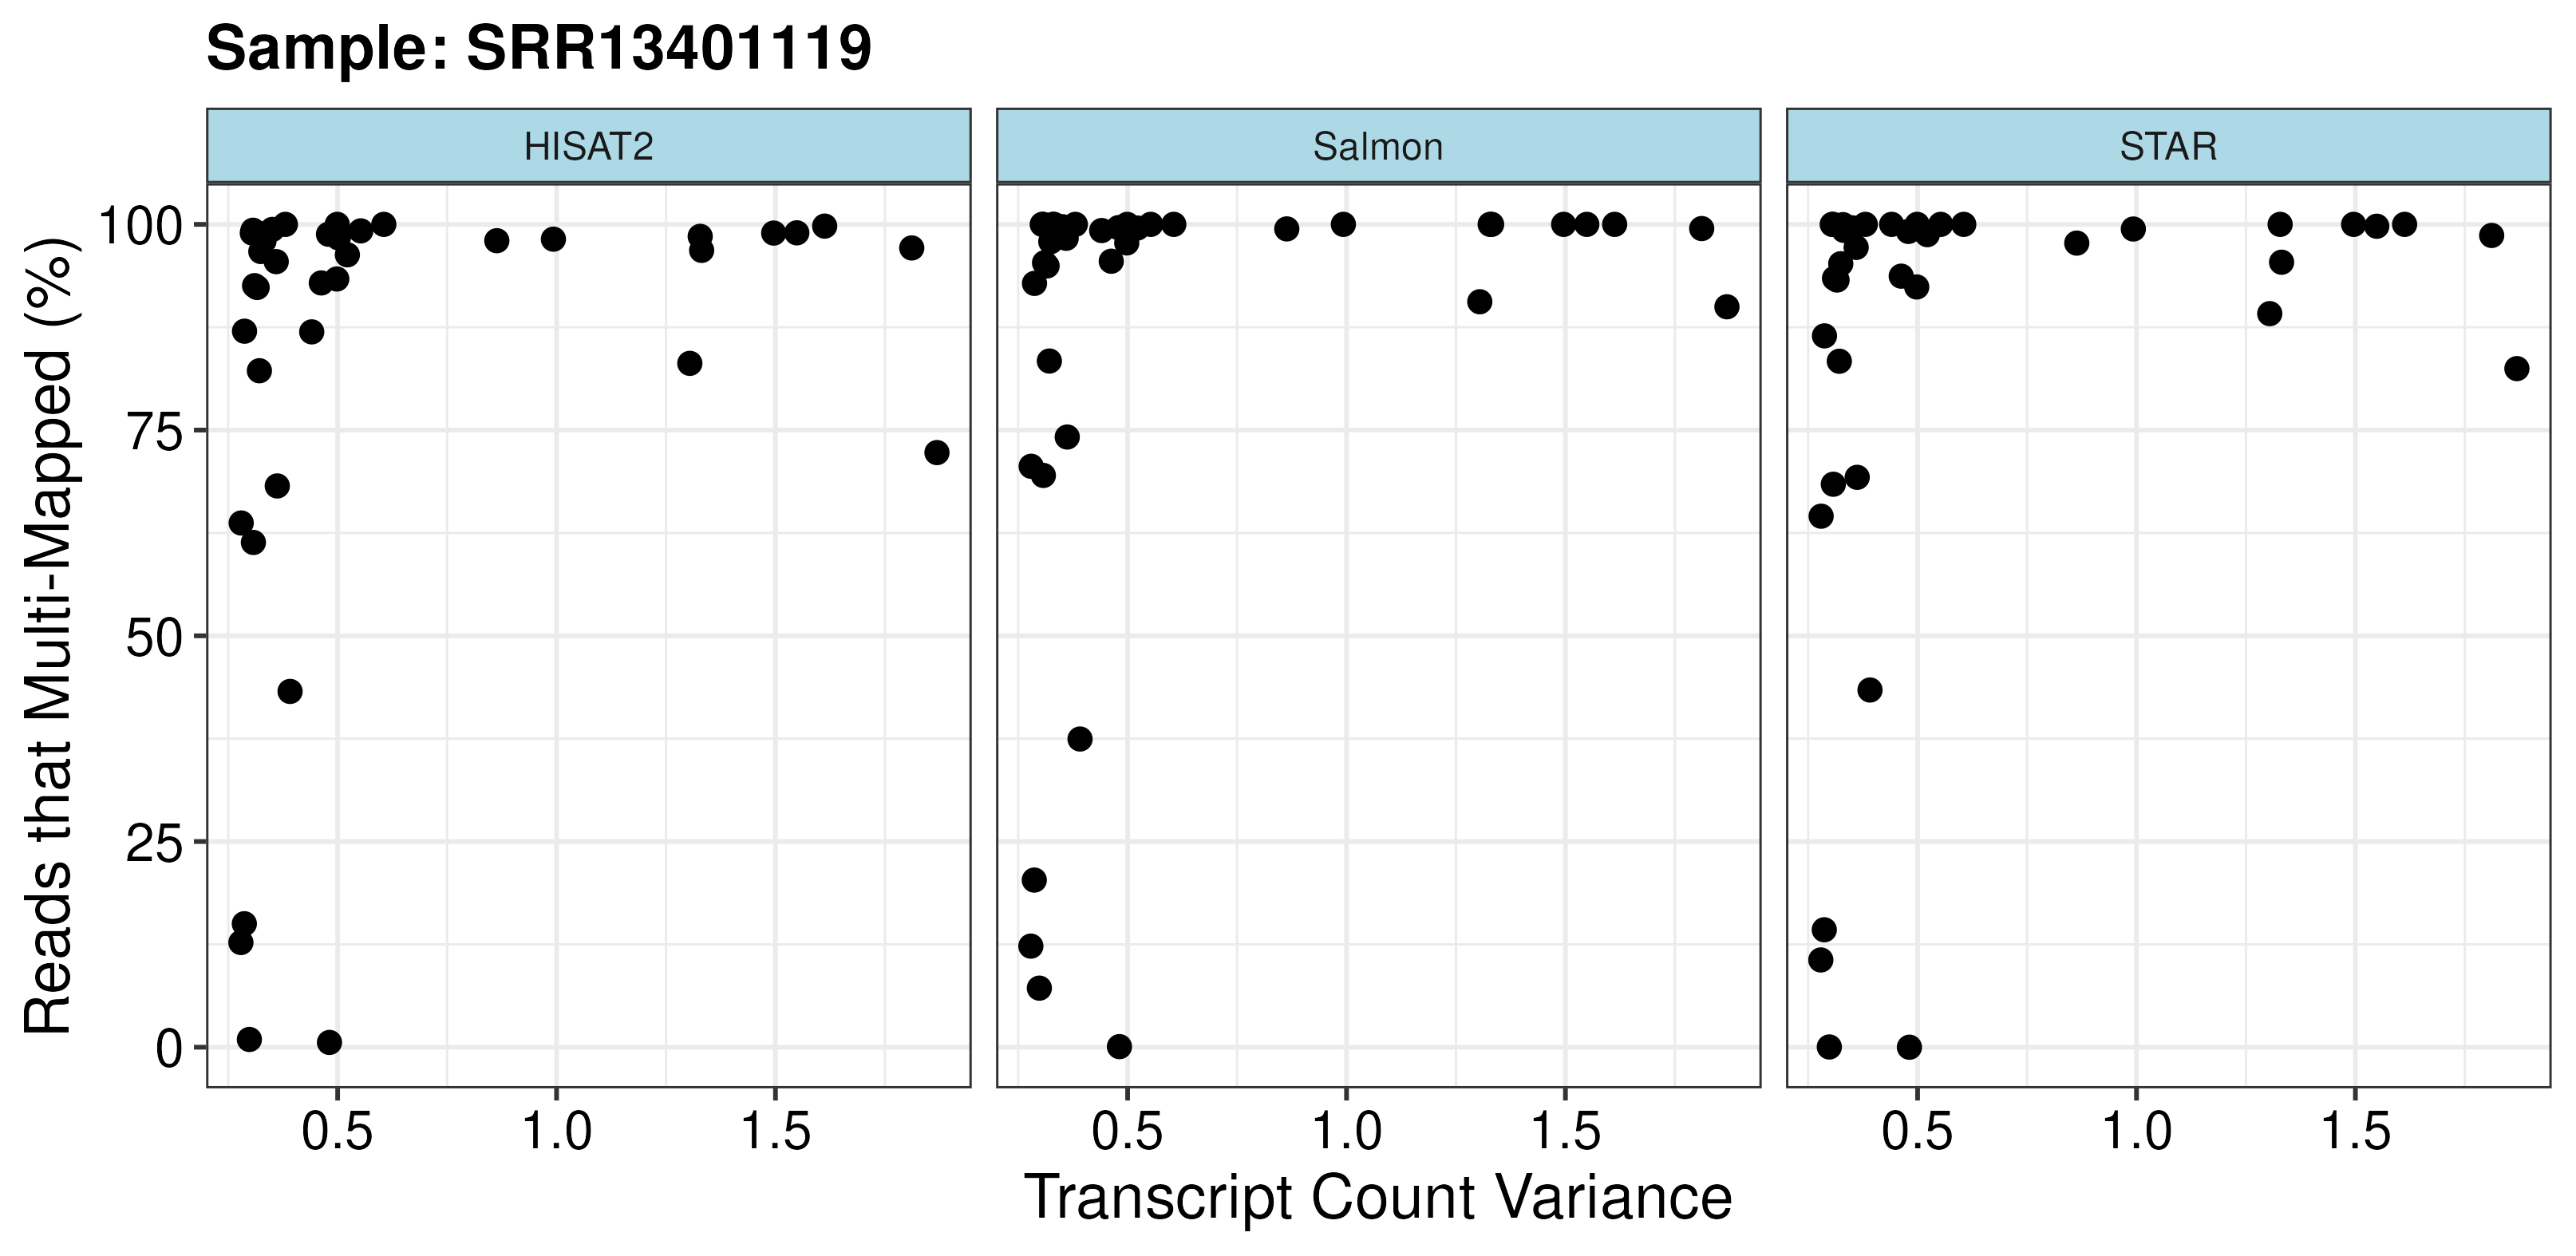 Sample: SRR13401119
HISAT2
Salmon
STAR
Reads that Multi-Mapped (%)
100
75
50
25
0
0.5 1.0 1.5
0.5 1.0 1.5
0.5 1.0 1.5
Transcript Count Variance